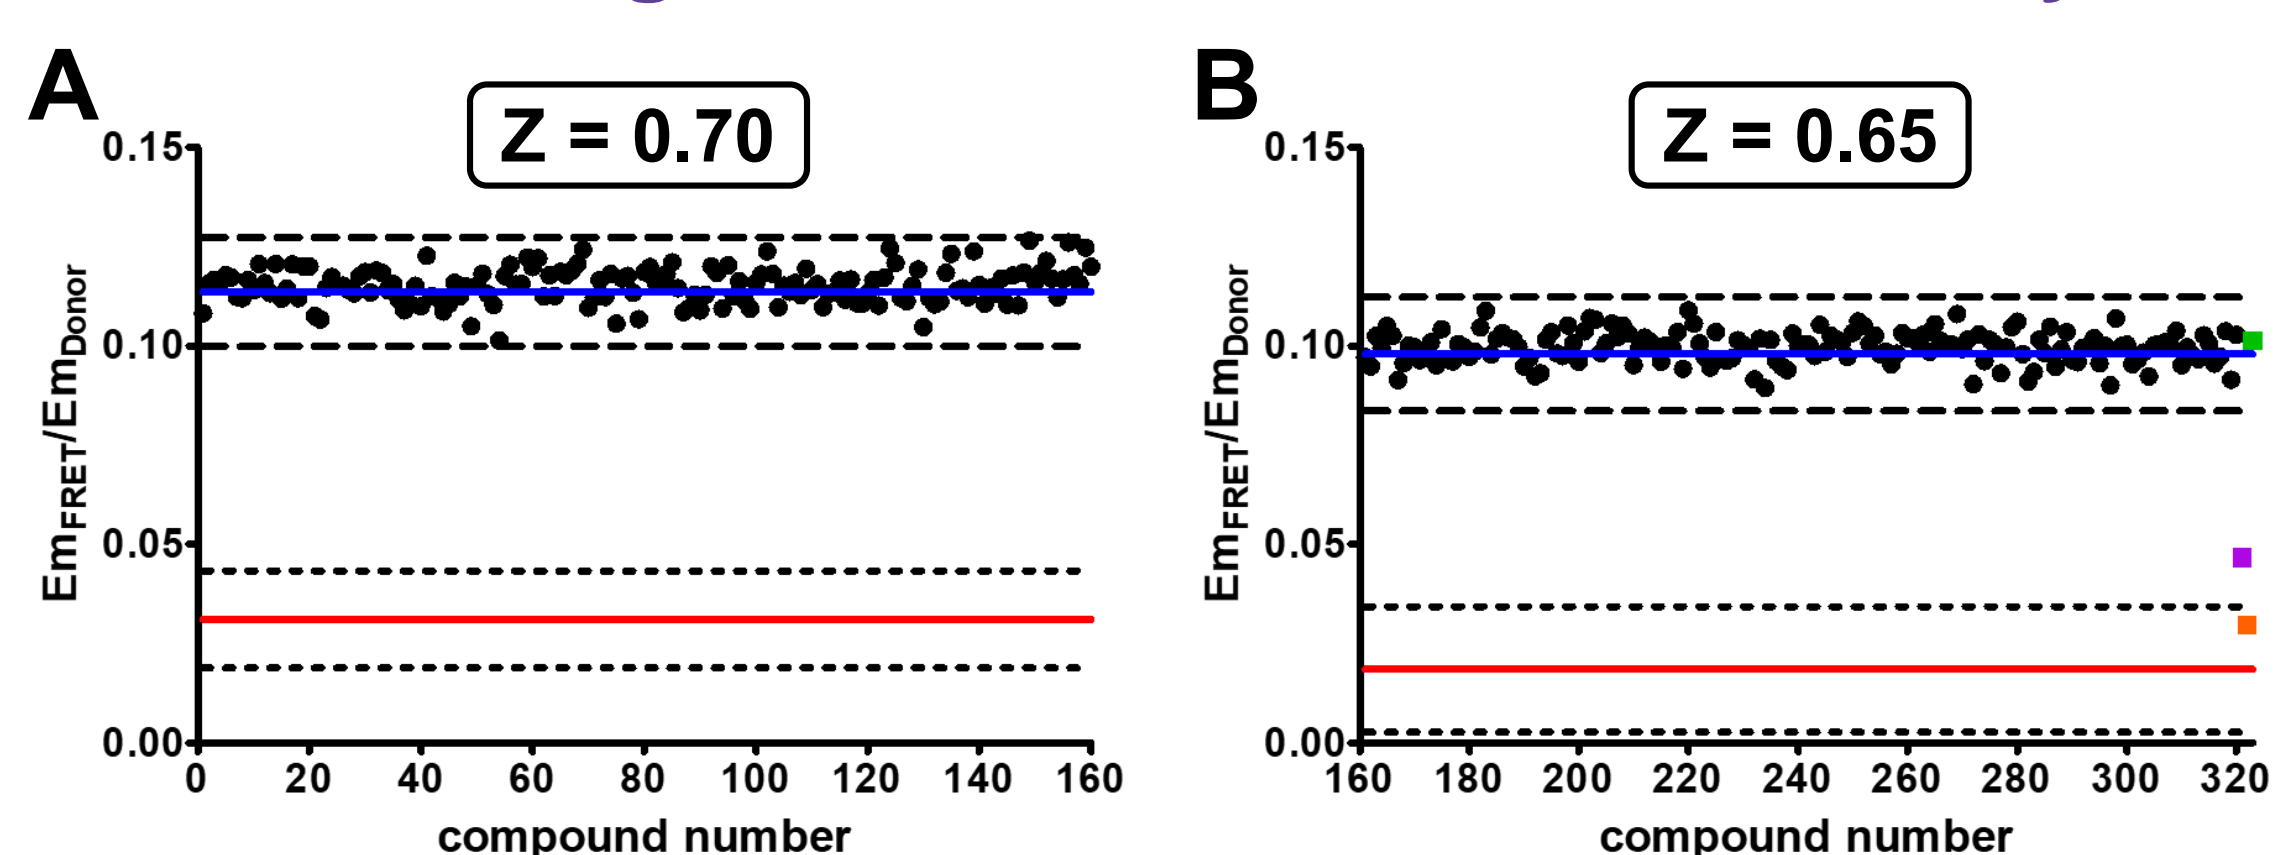 A
Z = 0.70
0.15
0.10
0.05
0.00
EmFRET/EmDonor
0 20 40 60 80 100 120 140 160
compound number
B
Z = 0.65
0.15
0.10
0.05
0.00
EmFRET/EmDonor
160 180 200 220 240 260 280 300 320
compound number